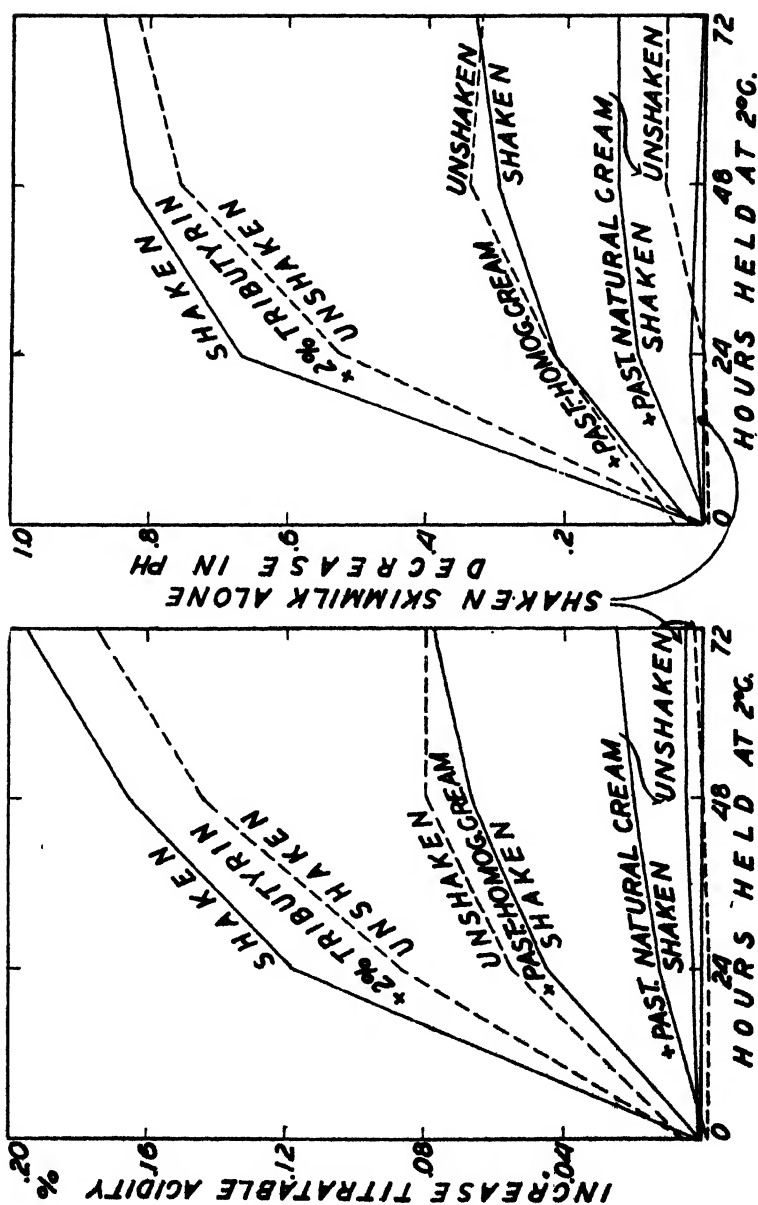 INCREASE TITRATABLE ACIDITY %
.20
.16
.12
.08
.04
0
24
48
72
HOURS HELD AT 2°C.
SHAKEN
+2% TRIBUTYRIN
UNSHAKEN
UNSHAKEN
+PAST-HOMOG.CREAM
SHAKEN
+PAST. NATURAL CREAM
SHAKEN
UNSHAKEN
SHAKEN SKIMMILK ALONE
DECREASE IN PH
1.0
.8
.6
.4
.2
0
24
48
72
HOURS HELD AT 2°C.
SHAKEN
+2% TRIBUTYRIN
UNSHAKEN
+PAST-HOMOG.CREAM
UNSHAKEN
SHAKEN
+PAST. NATURAL CREAM
SHAKEN
UNSHAKEN